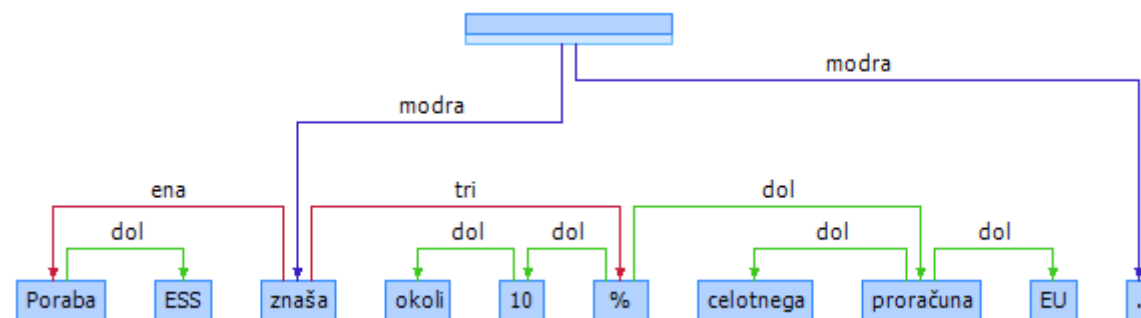 modra
modra
ena tri dol
dol dol dol dol dol
Poraba ESS znaša okoli 10 % celotnega proračuna EU .